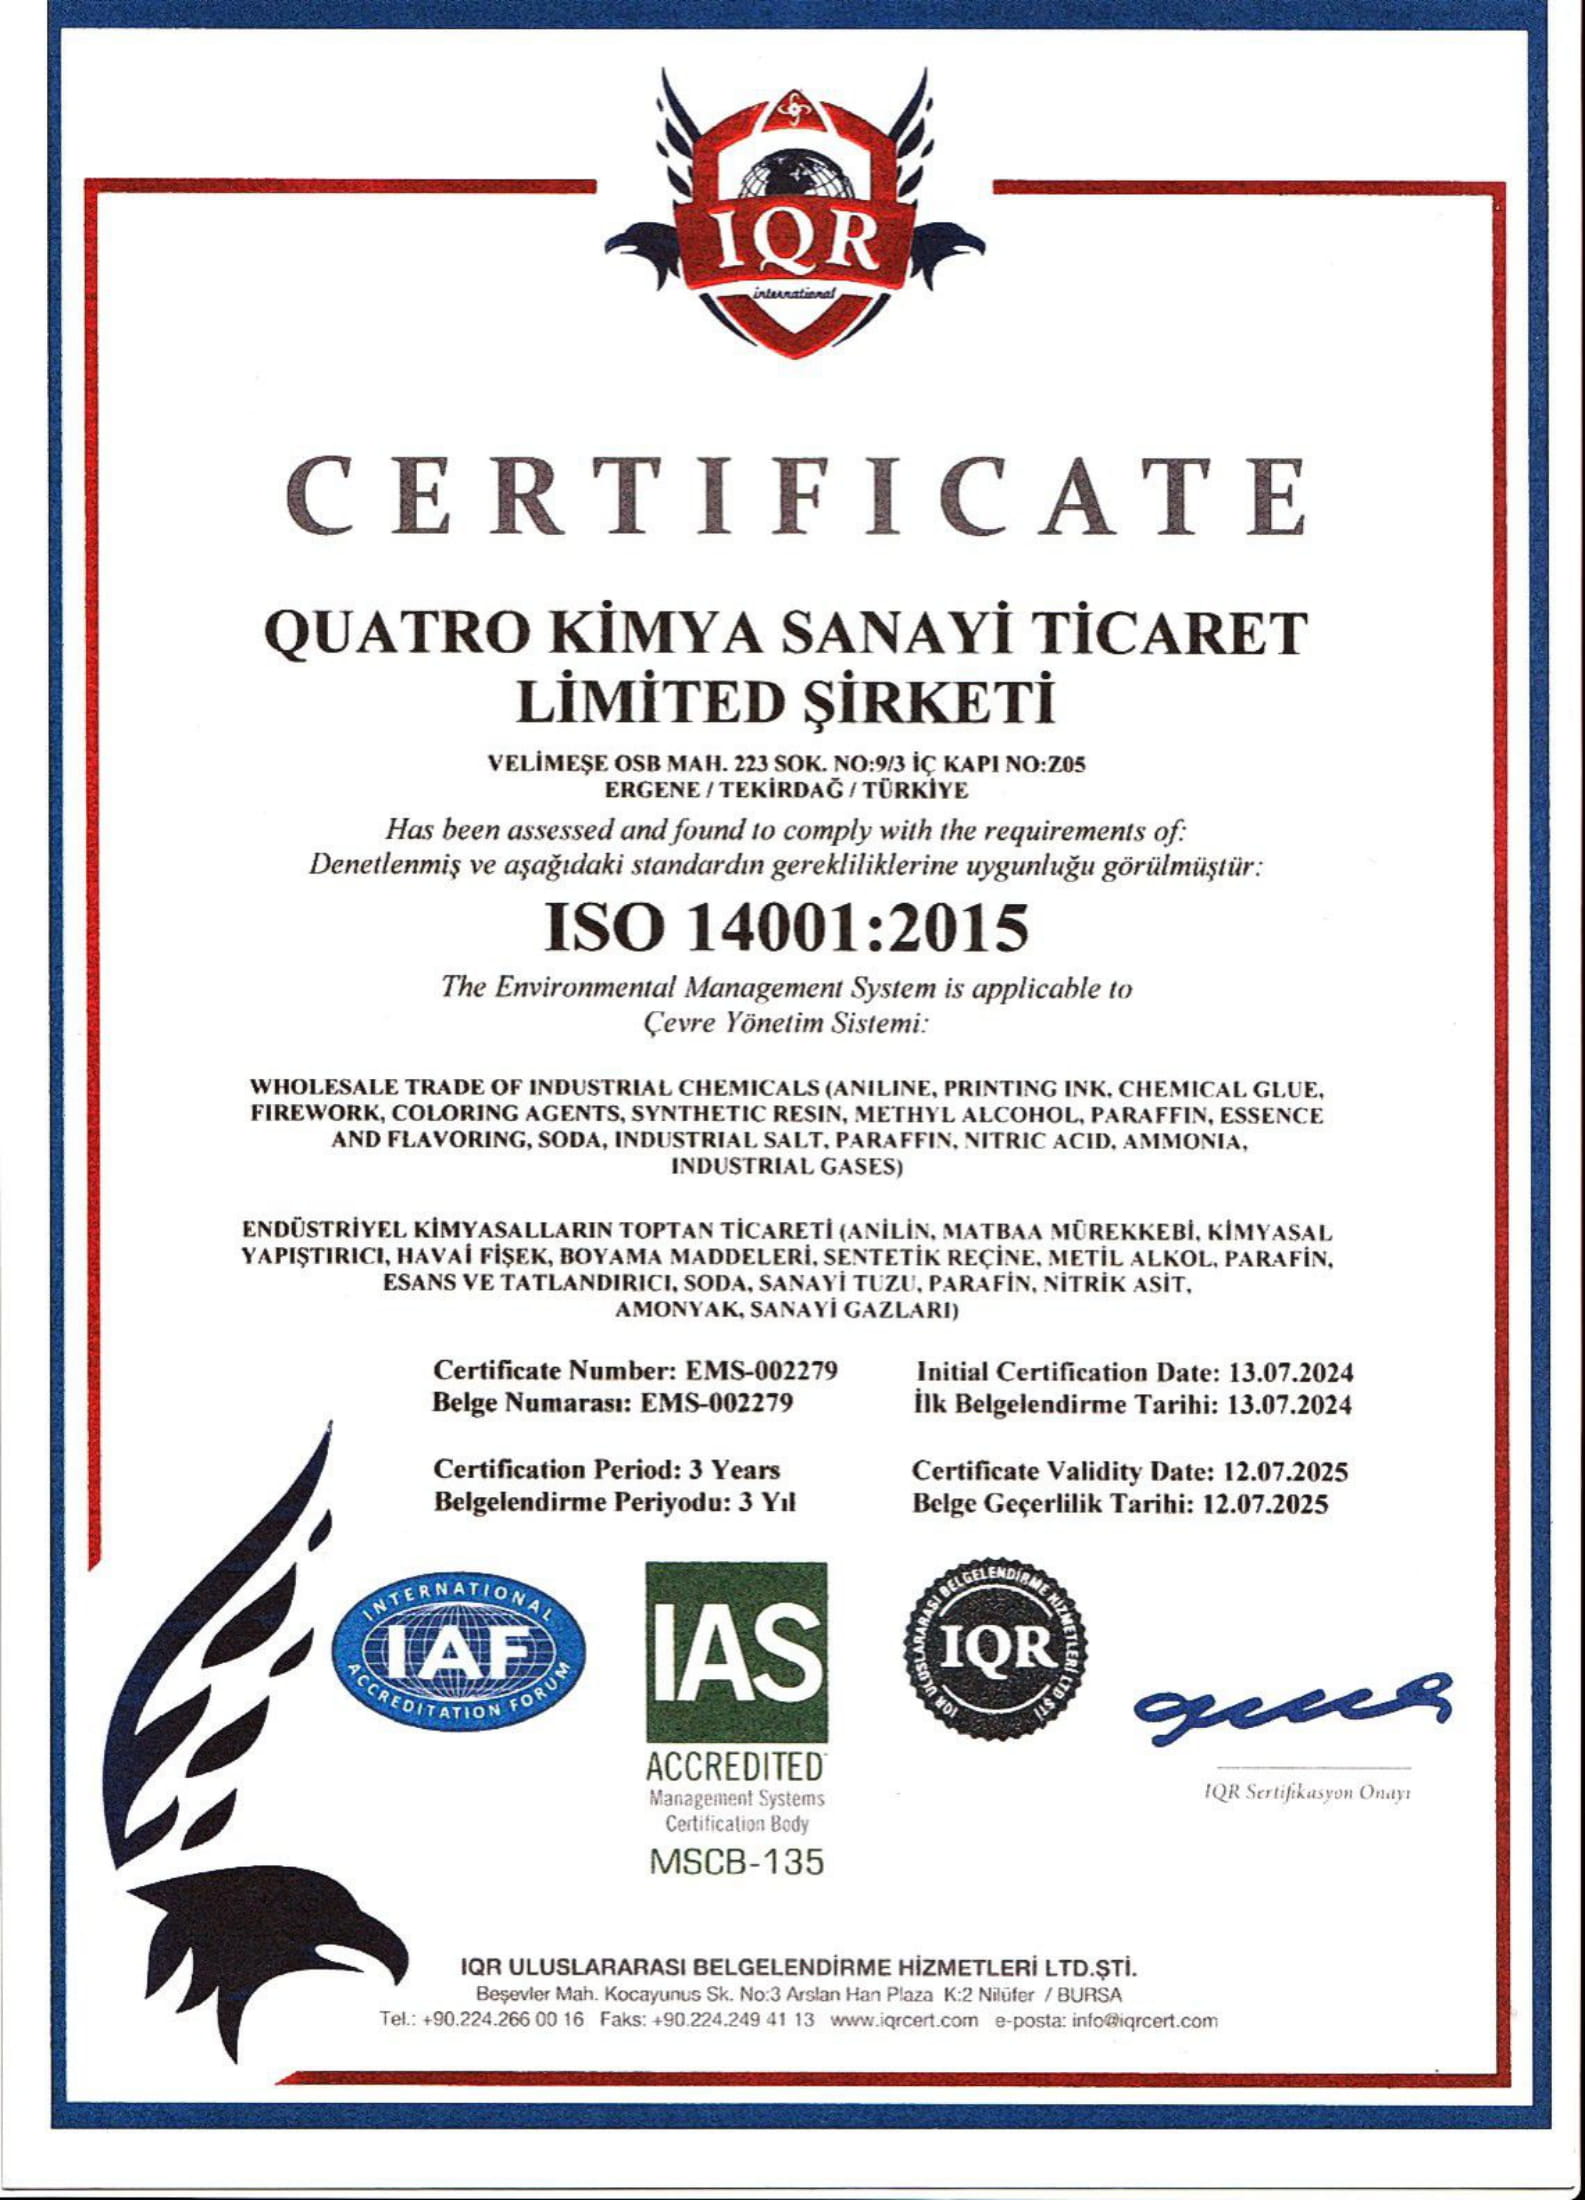 IQR
international
CERTIFICATE
QUATRO KİMYA SANAYİ TİCARET
LİMİTED ŞİRKETİ
VELİMEŞE OSB MAH. 223 SOK. NO:9/3 İÇ KAPI NO:Z05
ERGENE / TEKİRDAĞ / TÜRKİYE
Has been assessed and found to comply with the requirements of:
Denetlenmiş ve aşağıdaki standardın gerekliliklerine uygunluğu görülmüştür:
ISO 14001:2015
The Environmental Management System is applicable to
Çevre Yönetim Sistemi:
WHOLESALE TRADE OF INDUSTRIAL CHEMICALS (ANILINE, PRINTING INK, CHEMICAL GLUE,
FIREWORK, COLORING AGENTS, SYNTHETIC RESIN, METHYL ALCOHOL, PARAFFIN, ESSENCE
AND FLAVORING, SODA, INDUSTRIAL SALT, PARAFFIN, NITRIC ACID, AMMONIA,
INDUSTRIAL GASES)
ENDÜSTRİYEL KİMYASALLARIN TOPTAN TİCARETİ (ANİLİN, MATBAA MÜREKKEBİ, KİMYASAL
YAPIŞTIRICI, HAVAİ FİŞEK, BOYAMA MADDELERİ, SENTETİK REÇİNE, METİL ALKOL, PARAFİN,
ESANS VE TATLANDIRICI, SODA, SANAYİ TUZU, PARAFİN, NİTRİK ASİT,
AMONYAK, SANAYİ GAZLARI)
Certificate Number: EMS-002279
Belge Numarası: EMS-002279
Initial Certification Date: 13.07.2024
İlk Belgelendirme Tarihi: 13.07.2024
Certification Period: 3 Years
Belgelendirme Periyodu: 3 Yıl
Certificate Validity Date: 12.07.2025
Belge Geçerlilik Tarihi: 12.07.2025
INTERNATIONAL
IAF
ACCREDITATION FORUM
IAS
ACCREDITED
Management Systems
Certification Body
MSCB-135
IQR ULUSLARARASI BELGELENDİRME HİZMETLERİ LTD ŞTİ
IQR
IQR Sertifikasyon Onayı
IQR ULUSLARARASI BELGELENDİRME HİZMETLERİ LTD.ŞTİ.
Beşevler Mah. Kocayunus Sk. No:3 Arslan Han Plaza K:2 Nilüfer / BURSA
Tel.: +90.224.266 00 16 Faks: +90.224.249 41 13 www.iqrcert.com e-posta: info@iqrcert.com